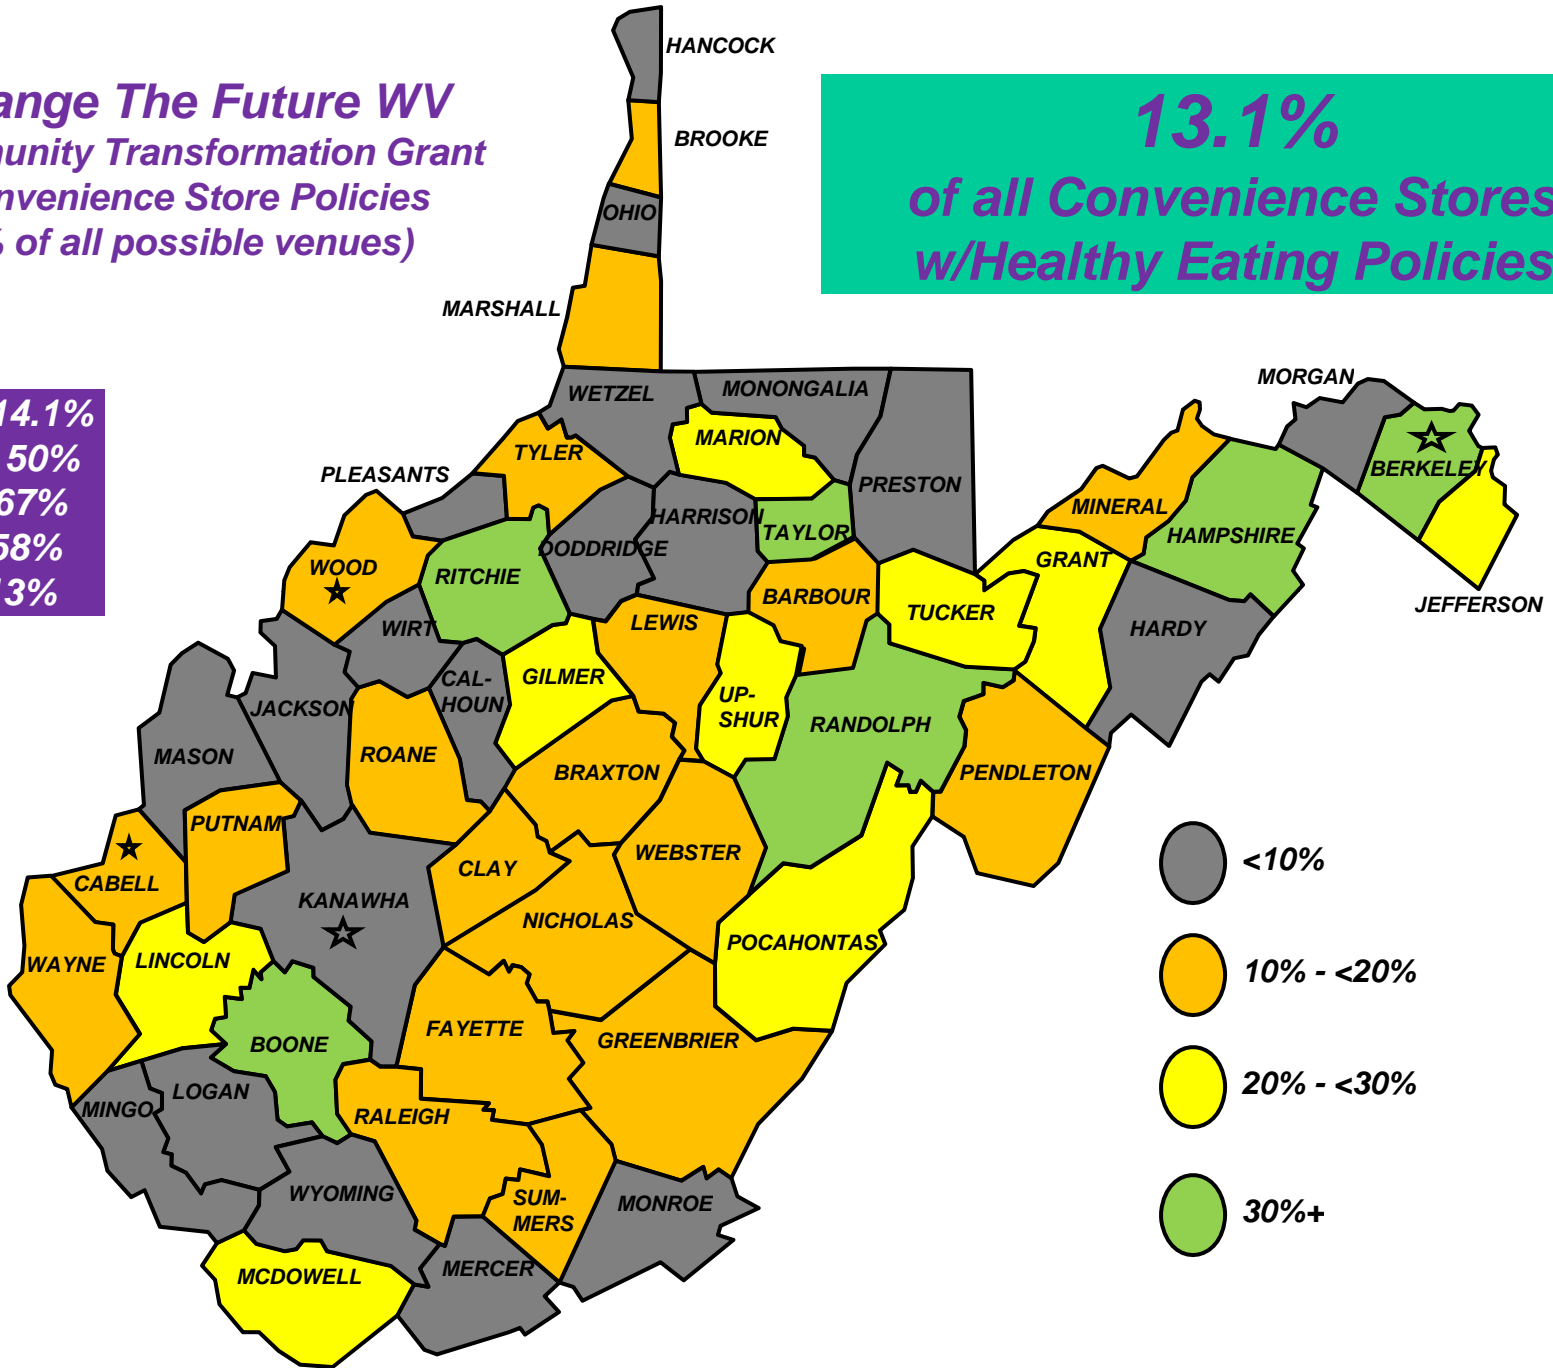 HANCOCK
ange The Future WV
munity Transformation Grant
nvenience Store Policies
% of all possible venues)
13.1%
of all Convenience Stores
w/Healthy Eating Policies
BROOKE
OHIO
MARSHALL
14.1%
50%
67%
58%
13%
WETZEL
MONONGALIA
MORGAN
MARION
TYLER
PLEASANTS
PRESTON
BERKELEY
MINERAL
HARRISON
TAYLOR
HAMPSHIRE
DODDRIDGE
GRANT
WOOD
RITCHIE
BARBOUR
TUCKER
JEFFERSON
LEWIS
WIRT
HARDY
GILMER
CAL-
HOUN
UP-
SHUR
JACKSON
RANDOLPH
MASON
ROANE
BRAXTON
PENDLETON
PUTNAM
WEBSTER
CLAY
CABELL
<10%
KANAWHA
NICHOLAS
POCAHONTAS
WAYNE
LINCOLN
10% - <20%
FAYETTE
GREENBRIER
BOONE
LOGAN
20% - <30%
MINGO
RALEIGH
WYOMING
SUM-
MERS
MONROE
30%+
MERCER
MCDOWELL